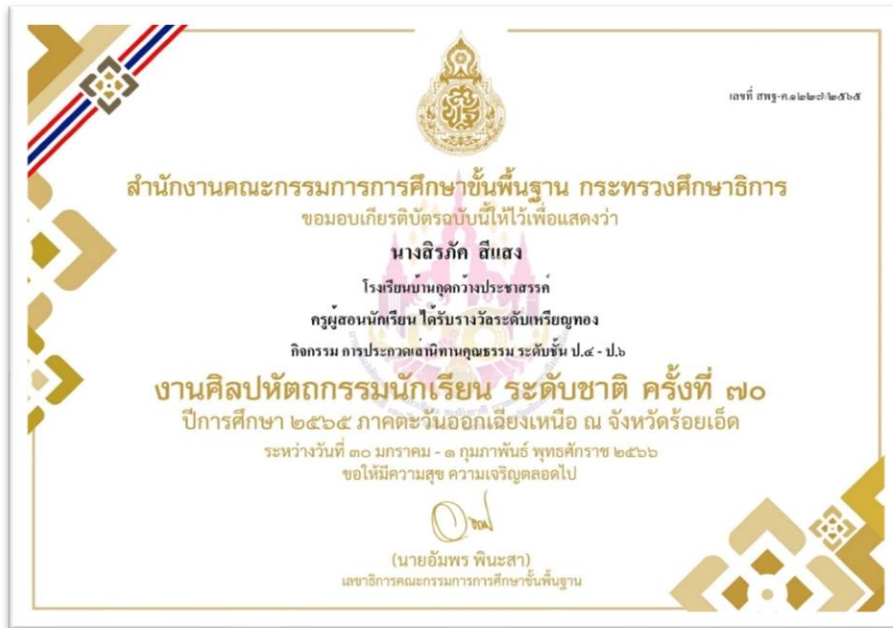 เลขที่ สพฐ-ค.๑๒๒๗/๒๕๖๕
สำนักงานคณะกรรมการการศึกษาขั้นพื้นฐาน กระทรวงศึกษาธิการ
ขอมอบเกียรติบัตรฉบับนี้ให้ไว้เพื่อแสดงว่า
นางสิรภัค สีแสง
โรงเรียนบ้านกุดกว้างประชาสรรค์
ครูผู้สอนนักเรียน ได้รับรางวัลระดับเหรียญทอง
กิจกรรม การประกวดเล่านิทานคุณธรรม ระดับชั้น ป.๔ - ป.๖
งานศิลปหัตถกรรมนักเรียน ระดับชาติ ครั้งที่ ๗๐
ปีการศึกษา ๒๕๖๕ ภาคตะวันออกเฉียงเหนือ ณ จังหวัดร้อยเอ็ด
ระหว่างวันที่ ๓๐ มกราคม - ๑ กุมภาพันธ์ พุทธศักราช ๒๕๖๖
ขอให้มีความสุข ความเจริญตลอดไป
(นายอัมพร พินะสา)
เลขาธิการคณะกรรมการการศึกษาขั้นพื้นฐาน